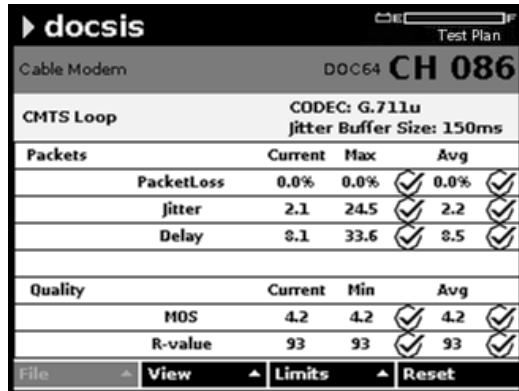 docsis
E F
Test Plan
Cable Modem DOC64 CH 086
CMTS Loop CODEC: G.711u
Jitter Buffer Size: 150ms
Packets Current Max Avg
PacketLoss 0.0% 0.0% 0.0%
Jitter 2.1 24.5 2.2
Delay 8.1 33.6 8.5
Quality Current Min Avg
MOS 4.2 4.2 4.2
R-value 93 93 93
File View Limits Reset